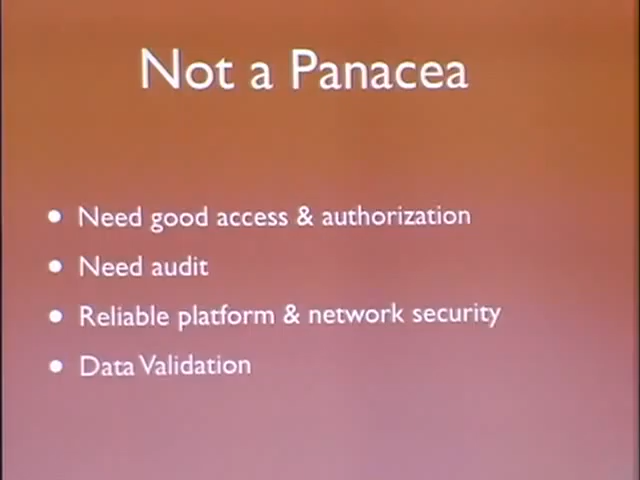 Not a Panacea
• Need good access & authorization
• Need audit
• Reliable platform & network security
• Data Validation